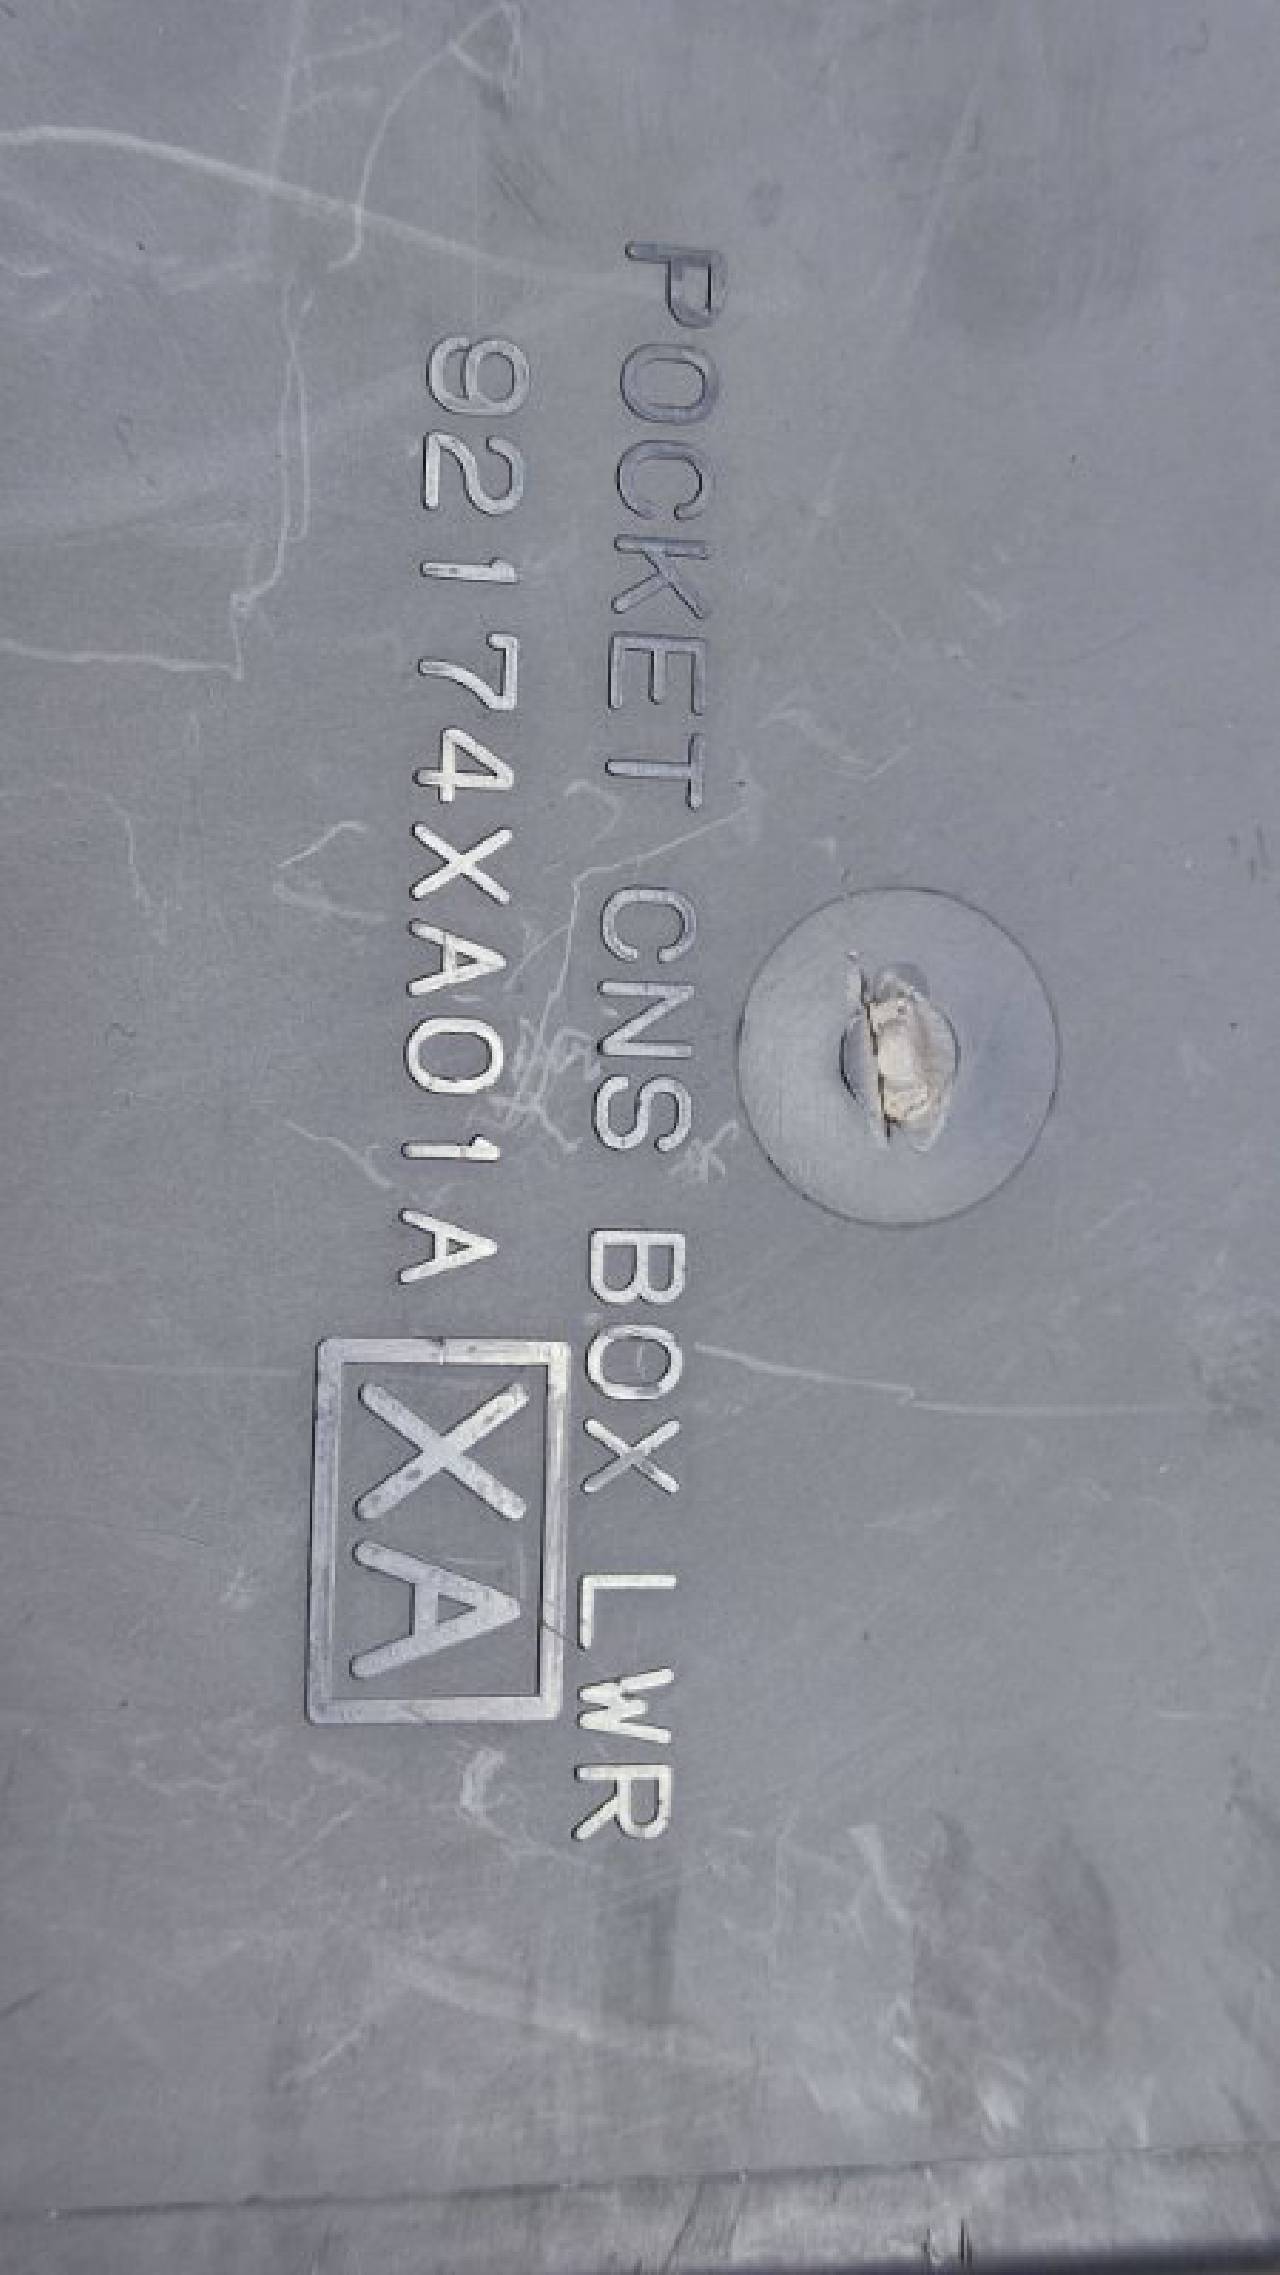 POCKET CNS BOX LWR
92174XA01A
XA